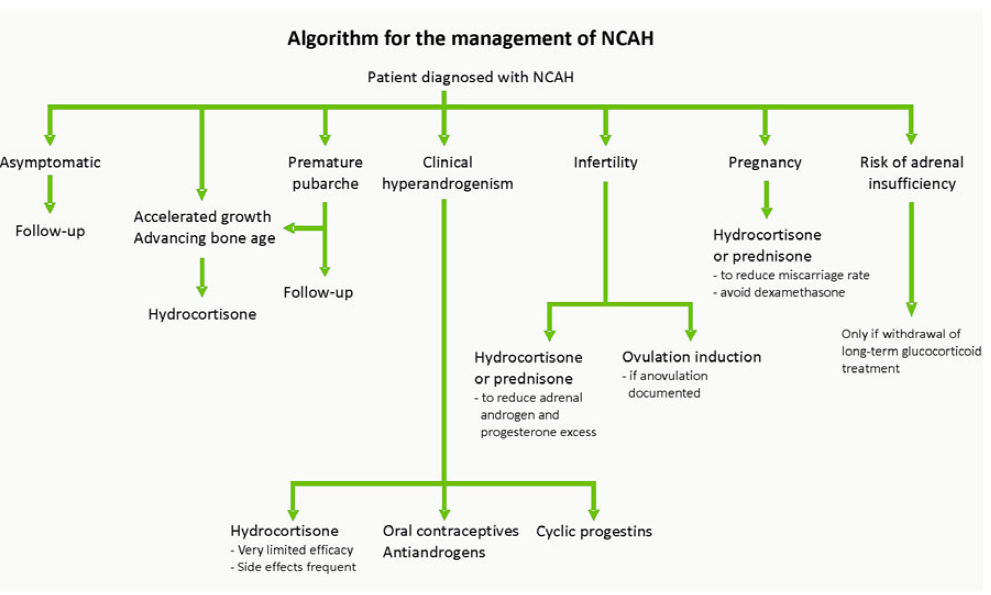 Algorithm for the management of NCAH
Patient diagnosed with NCAH
Asymptomatic
Follow-up
Accelerated growth
Advancing bone age
Hydrocortisone
Premature
pubarche
Follow-up
Clinical
hyperandrogenism
Hydrocortisone
- Very limited efficacy
- Side effects frequent
Oral contraceptives
Antiandrogens
Cyclic progestins
Infertility
Hydrocortisone
or prednisone
- to reduce adrenal
androgen and
progesterone excess
Ovulation induction
- if anovulation
documented
Pregnancy
Hydrocortisone
or prednisone
- to reduce miscarriage rate
- avoid dexamethasone
Risk of adrenal
insufficiency
Only if withdrawal of
long-term glucocorticoid
treatment